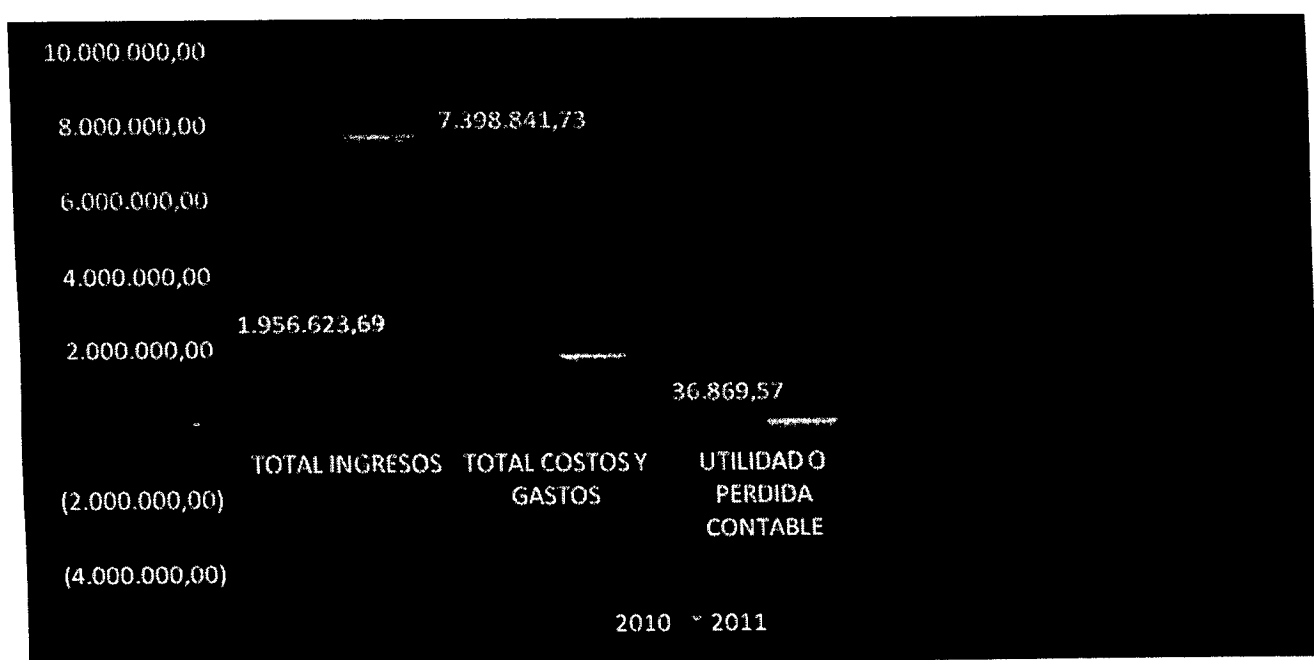 10.000.000,00
8.000.000,00
7.398.841,73
6.000.000,00
4.000.000,00
1.956.623,69
2.000.000,00
36.869,57
-
TOTAL INGRESOS
TOTAL COSTOS Y
GASTOS
UTILIDAD O
PERDIDA
CONTABLE
(2.000.000,00)
(4.000.000,00)
2010
2011